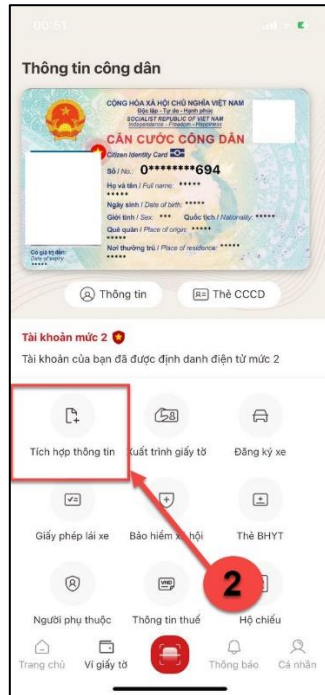 00:51
Thông tin công dân
CỘNG HÒA XÃ HỘI CHỦ NGHĨA VIỆT NAM
Độc lập - Tự do - Hạnh phúc
SOCIALIST REPUBLIC OF VIET NAM
Independence - Freedom - Happiness
CĂN CƯỚC CÔNG DÂN
Citizen Identity Card
Số / No.: 0********694
Họ và tên / Full name: *****
*****
Ngày sinh / Date of birth: *****
Giới tính / Sex: *** Quốc tịch / Nationality: *****
Quê quán / Place of origin: *****
*****
Nơi thường trú / Place of residence: *****
*****
Có giá trị đến:
Date of expiry
*****
Thông tin
Thẻ CCCD
Tài khoản mức 2
Tài khoản của bạn đã được định danh điện tử mức 2
Tích hợp thông tin
Xuất trình giấy tờ
Đăng ký xe
Giấy phép lái xe
Bảo hiểm xã hội
Thẻ BHYT
2
Người phụ thuộc
Thông tin thuế
Hộ chiếu
Trang chủ
Ví giấy tờ
Thông báo
Cá nhân